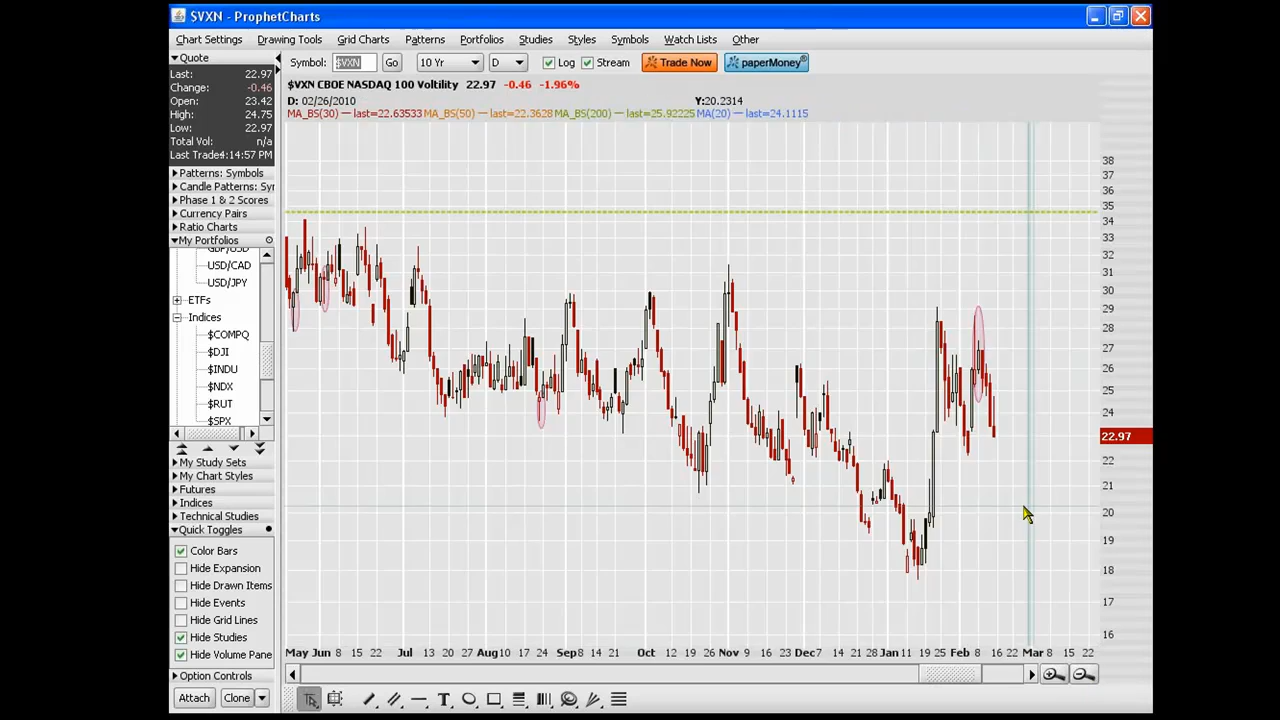 $VXN - ProphetCharts
Chart Settings Drawing Tools Grid Charts Patterns Portfolios Studies Styles Symbols Watch Lists Other
Quote
Symbol: $VXN Go 10 Yr D Log Stream Trade Now paperMoney®
Last: 22.97
Change: -0.46
Open: 23.42
High: 24.75
Low: 22.97
Total Vol: n/a
Last Trade4:14:57 PM
$VXN CBOE NASDAQ 100 Voltility 22.97 -0.46 -1.96%
D: 02/26/2010 Y:20.2314
MA_BS(30) — last=22.63533 MA_BS(50) — last=22.3628 MA_BS(200) — last=25.92225 MA(20) — last=24.1115
Patterns: Symbols
Candle Patterns: Syr
Phase 1 & 2 Scores
Currency Pairs
Ratio Charts
My Portfolios
GBP/USD
USD/CAD
USD/JPY
ETFs
Indices
$COMPQ
$DJI
$INDU
$NDX
$RUT
$SPX
My Study Sets
My Chart Styles
Futures
Indices
Technical Studies
Quick Toggles
Color Bars
Hide Expansion
Hide Drawn Items
Hide Events
Hide Grid Lines
Hide Studies
Hide Volume Pane
Option Controls
Attach Clone
38
37
36
35
34
33
32
31
30
29
28
27
26
25
24
22.97
22
21
20
19
18
17
16
May Jun 8 15 22 Jul 13 20 27 Aug 10 17 24 Sep 8 14 21 Oct 12 19 26 Nov 9 16 23 Dec 7 14 21 28 Jan 11 19 25 Feb 8 16 22 Mar 8 15 22
T